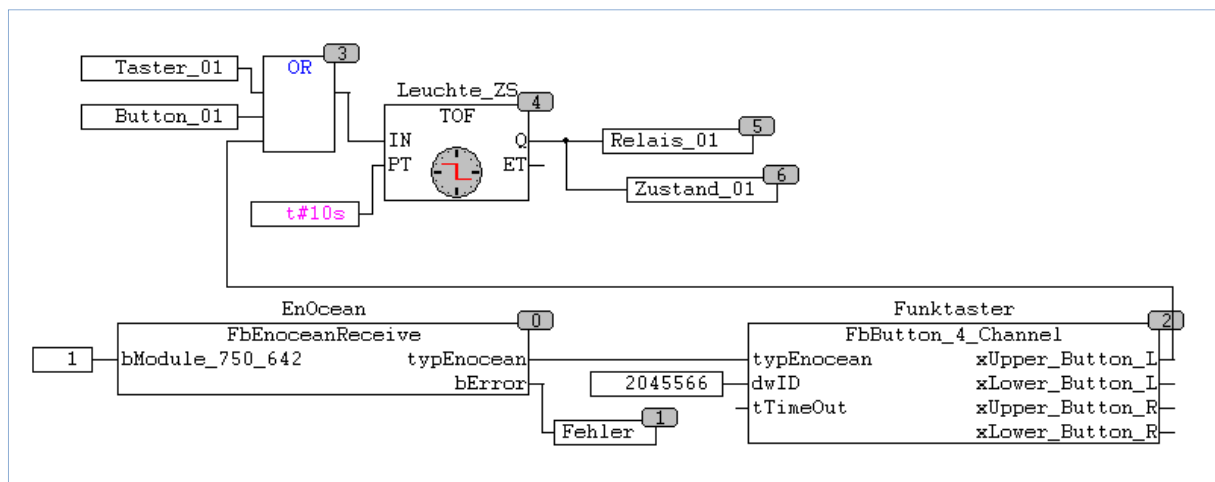 3
Taster_01
OR
Button_01
Leuchte_ZS
4
TOF
IN
Q
PT
ET
t#10s
Relais_01
5
Zustand_01
6
EnOcean
0
FbEnoceanReceive
1
bModule_750_642
typEnocean
bError
Fehler
1
Funktaster
2
FbButton_4_Channel
typEnocean
xUpper_Button_L
2045566
dwID
xLower_Button_L
tTimeOut
xUpper_Button_R
xLower_Button_R